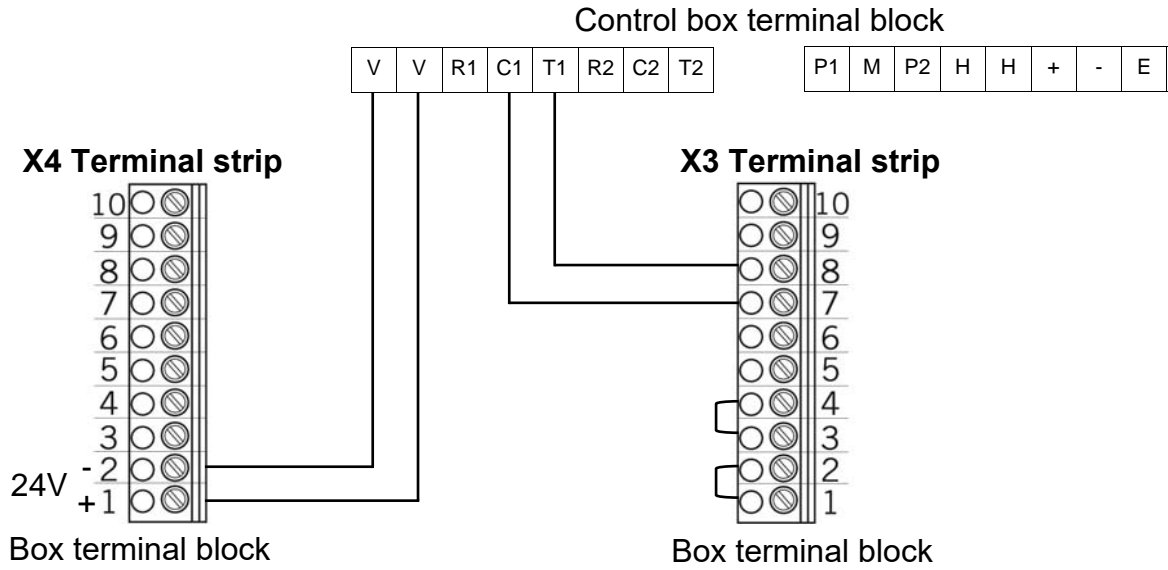 Control box terminal block
V V R1 C1 T1 R2 C2 T2
P1 M P2 H H + - E
X4 Terminal strip
10
9
8
7
6
5
4
3
- 2
24V
+ 1
Box terminal block
X3 Terminal strip
10
9
8
7
6
5
4
3
2
1
Box terminal block